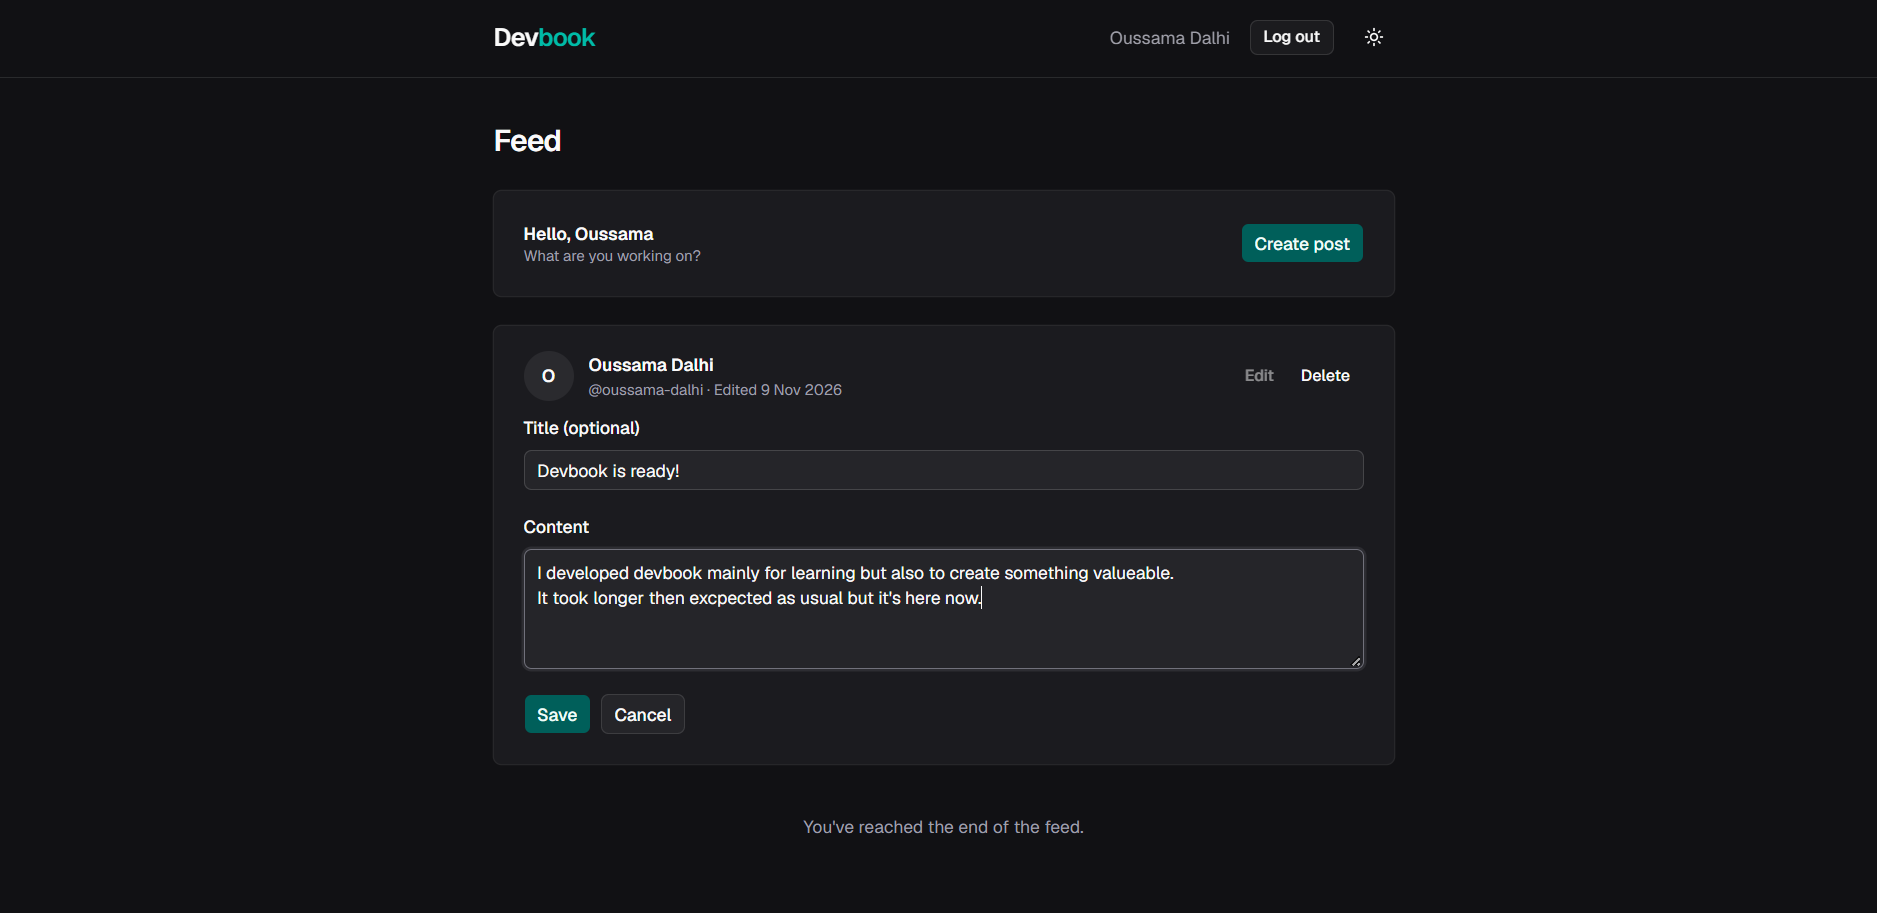 Devbook
Oussama Dalhi
Log out
Feed
Hello, Oussama
What are you working on?
Create post
O
Oussama Dalhi
@oussama-dalhi · Edited 9 Nov 2026
Edit
Delete
Title (optional)
Devbook is ready!
Content
I developed devbook mainly for learning but also to create something valueable.
It took longer then excpected as usual but it's here now.
Save
Cancel
You've reached the end of the feed.